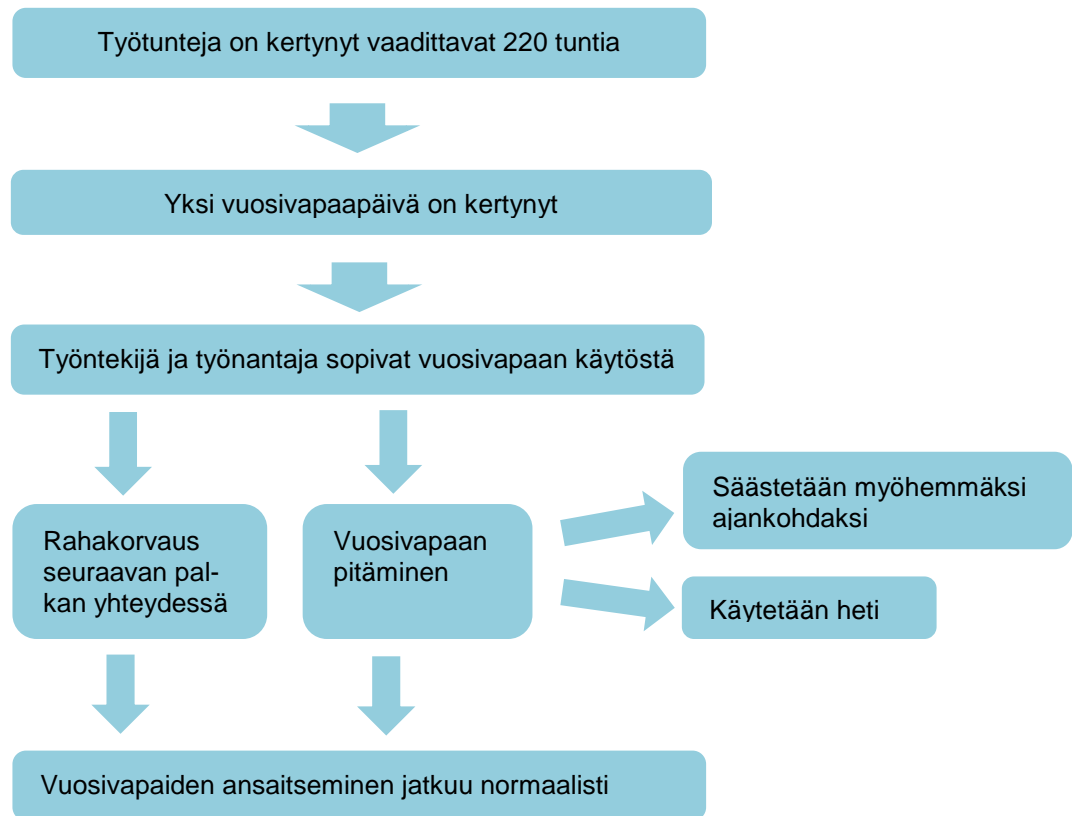 Työtunteja on kertynyt vaadittavat 220 tuntia
Yksi vuosivapaapäivä on kertynyt
Työntekijä ja työnantaja sopivat vuosivapaan käytöstä
Rahakorvaus
seuraavan pal-
kan yhteydessä
Vuosivapaan
pitäminen
Säästetään myöhemmäksi
ajankohdaksi
Käytetään heti
Vuosivapaiden ansaitseminen jatkuu normaalisti